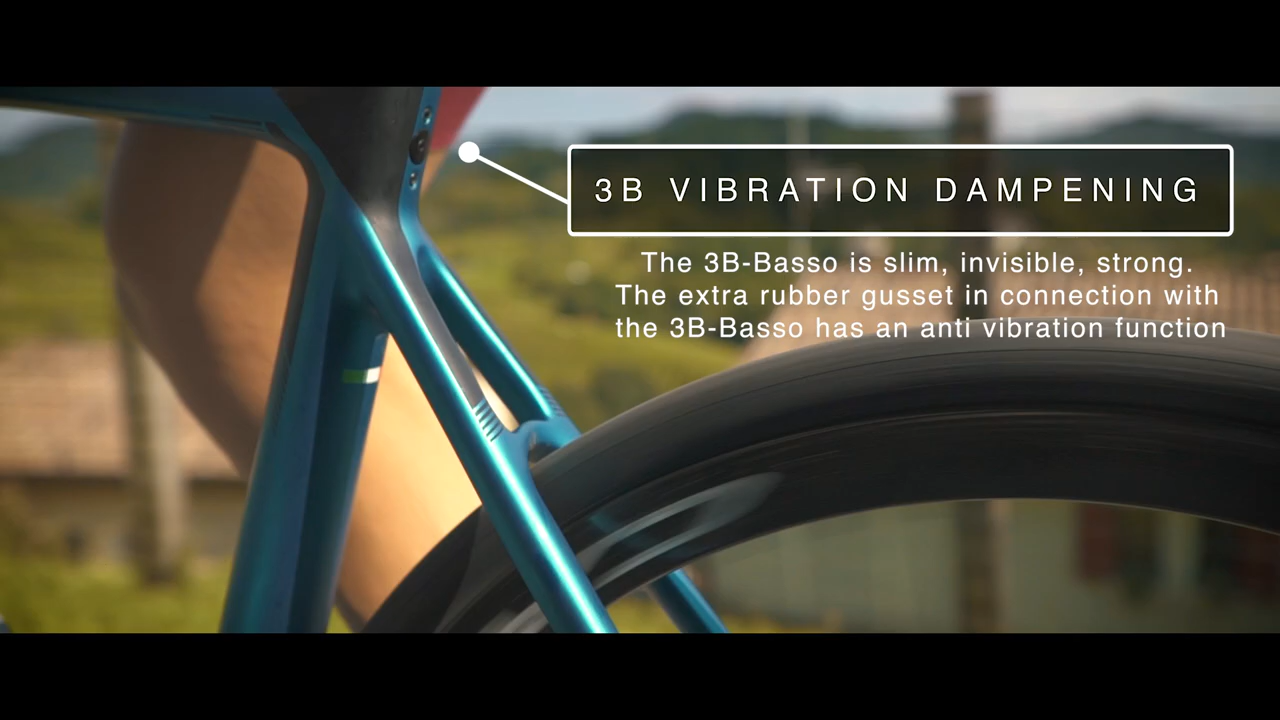 3B VIBRATION DAMPENING
The 3B-Basso is slim, invisible, strong.
The extra rubber gusset in connection with
the 3B-Basso has an anti vibration function